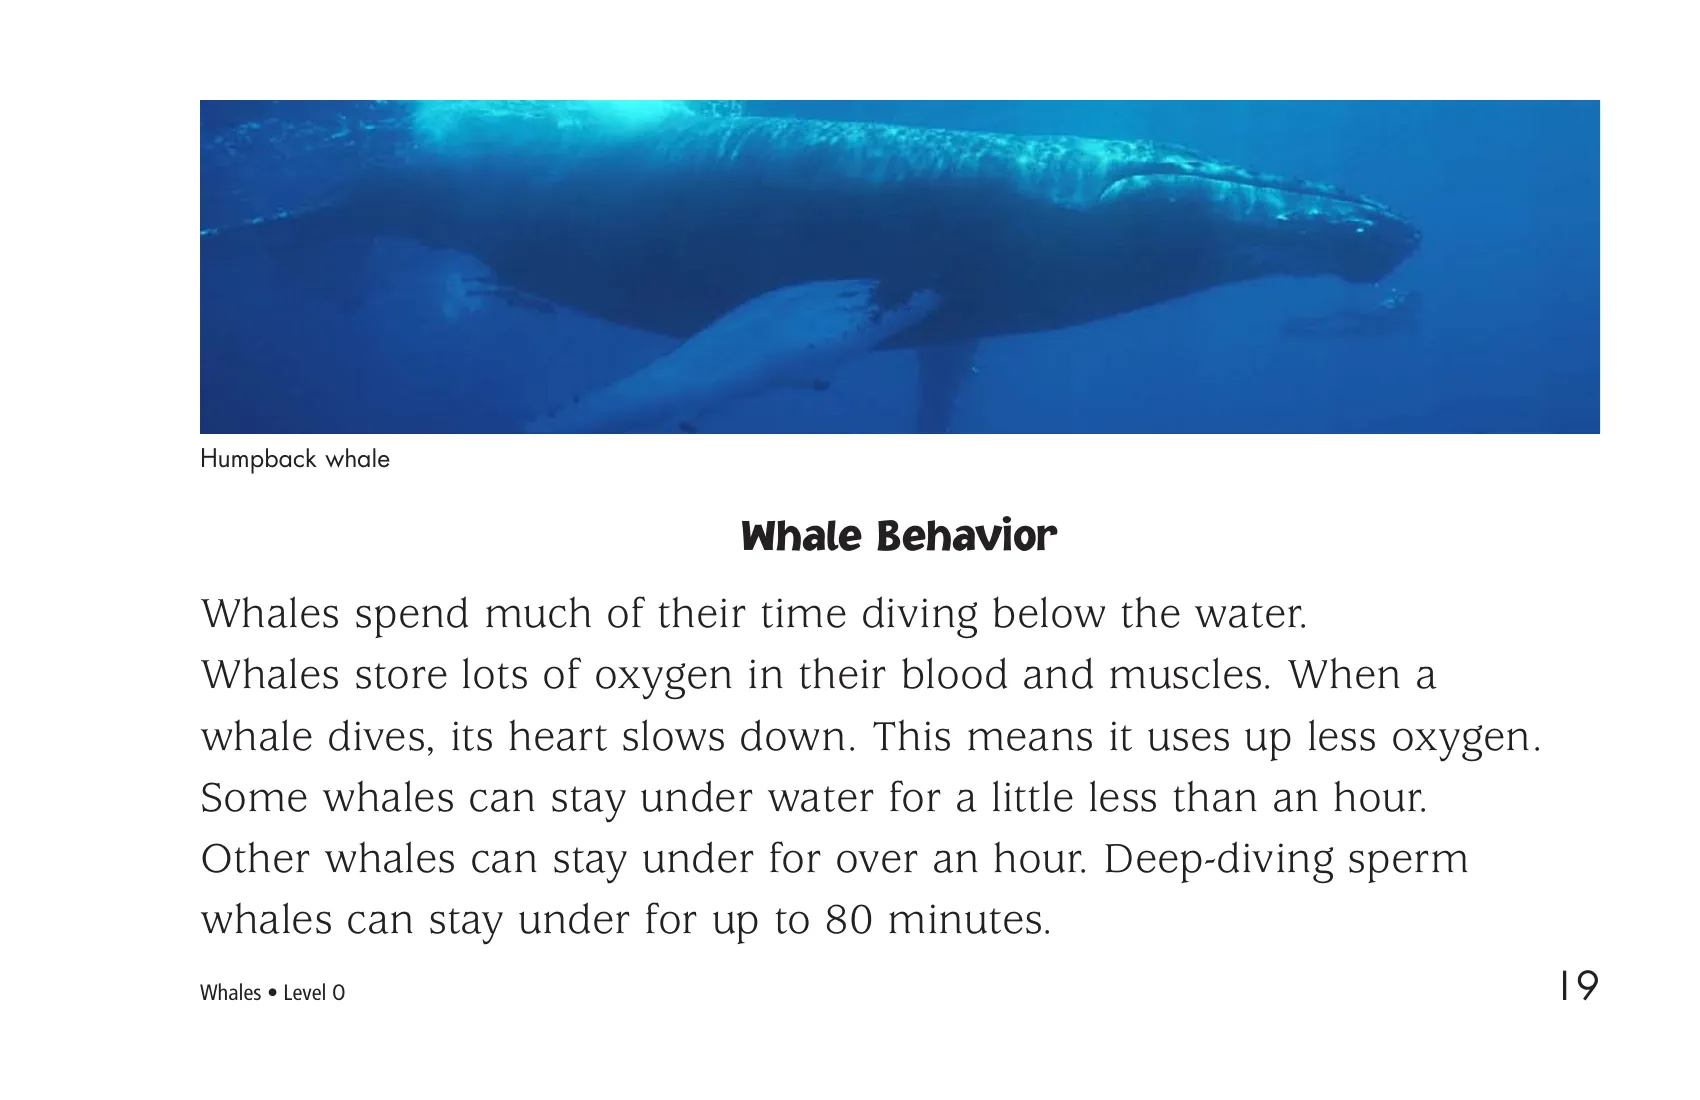 Humpback whale
Whale Behavior
Whales spend much of their time diving below the water.
Whales store lots of oxygen in their blood and muscles. When a
whale dives, its heart slows down. This means it uses up less oxygen.
Some whales can stay under water for a little less than an hour.
Other whales can stay under for over an hour. Deep-diving sperm
whales can stay under for up to 80 minutes.
Whales • Level O
19